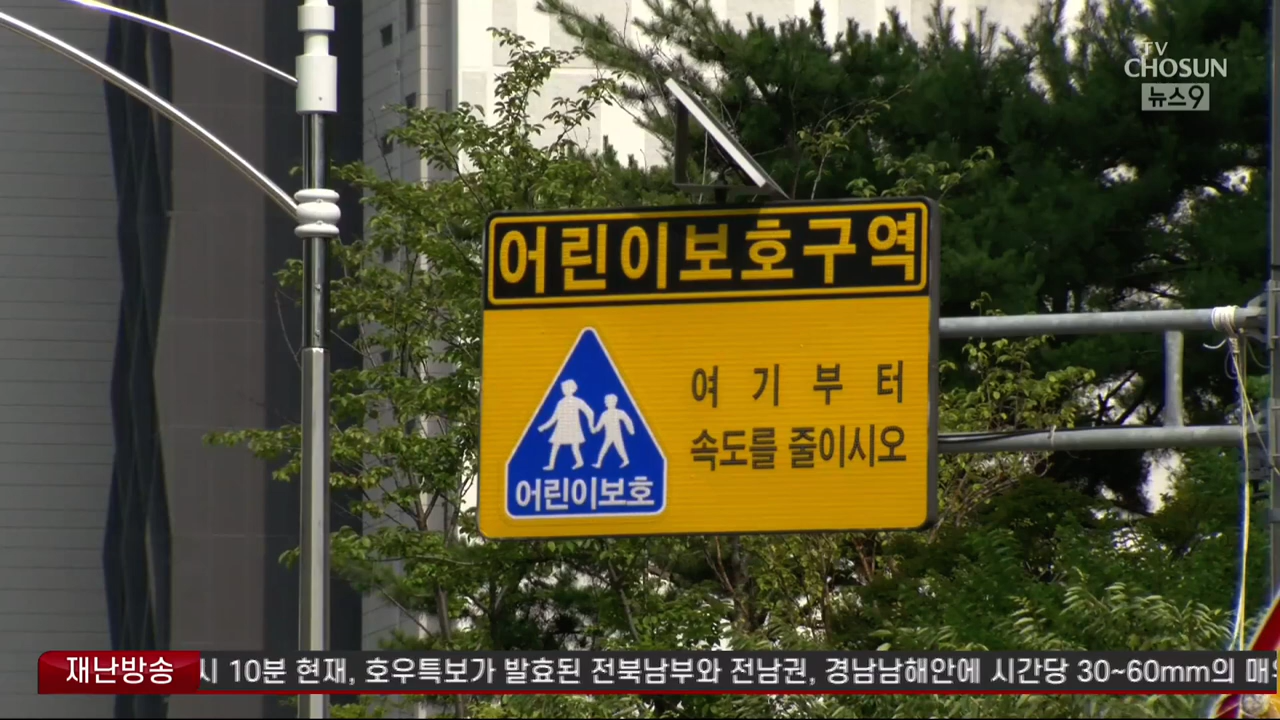 TV
CHOSUN
뉴스9
어린이보호구역
여기부터
속도를 줄이시오
어린이보호
재난방송
시 10분 현재, 호우특보가 발효된 전북남부와 전남권, 경남남해안에 시간당 30~60mm의